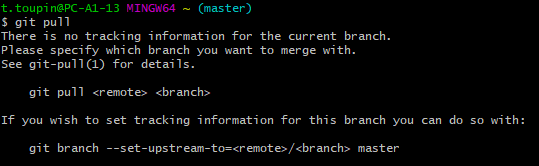 t.toupin@PC-A1-13 MINGW64 ~ (master)
$ git pull
There is no tracking information for the current branch.
Please specify which branch you want to merge with.
See git-pull(1) for details.

    git pull <remote> <branch>

If you wish to set tracking information for this branch you can do so with:

    git branch --set-upstream-to=<remote>/<branch> master